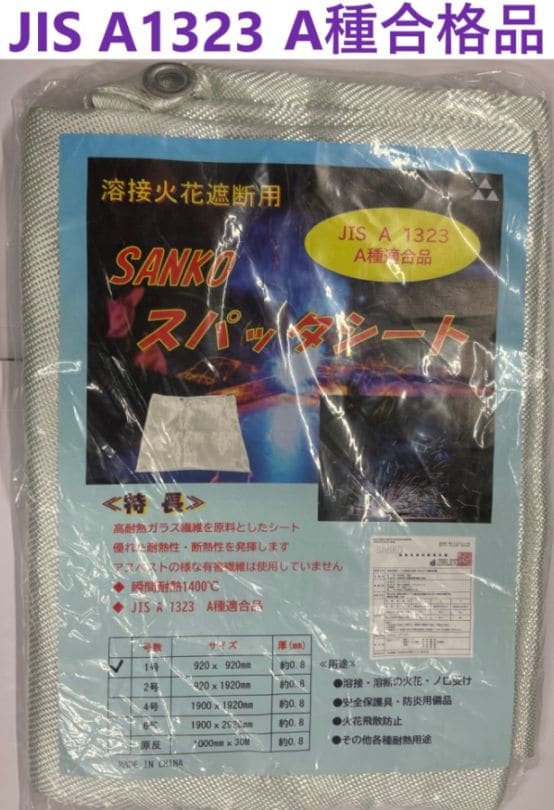 JIS A1323 A種合格品
溶接火花遮断用
JIS A 1323
A種適合品
SANKO
スパッタシート
≪特長≫
高耐熱ガラス繊維を原料としたシート
優れた耐熱性・断熱性を発揮します
アスベストの様な有害繊維は使用していません
◆ 瞬間耐熱1400℃
◆ JIS A 1323 A種適合品
SANKO
号数 サイズ 厚(mm)
✓ 1号 920 x 920mm 約0.8
2号 920 x 1920mm 約0.8
4号 1900 x 1920mm 約0.8
6号 1900 x 2920mm 約0.8
原反 1000mm x 30M 約0.8
≪用途≫
●溶接・溶断の火花・ノロ受け
●安全保護具・防炎用備品
●火花飛散防止
●その他各種耐熱用途
MADE IN CHINA